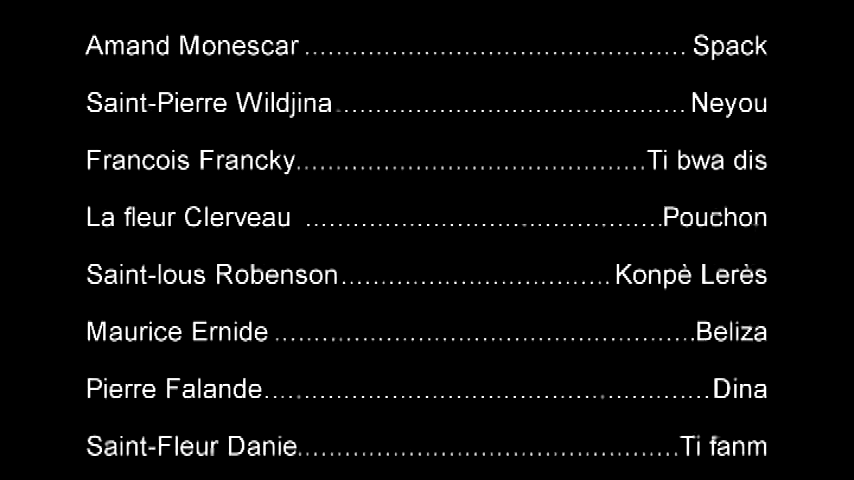 Amand Monescar ................................................ Spack
Saint-Pierre Wildjina ........................................... Neyou
Francois Francky............................................Ti bwa dis
La fleur Clerveau .............................................Pouchon
Saint-lous Robenson.................................. Konpè Lerès
Maurice Ernide .....................................................Beliza
Pierre Falande........................................................Dina
Saint-Fleur Danie................................................Ti fanm